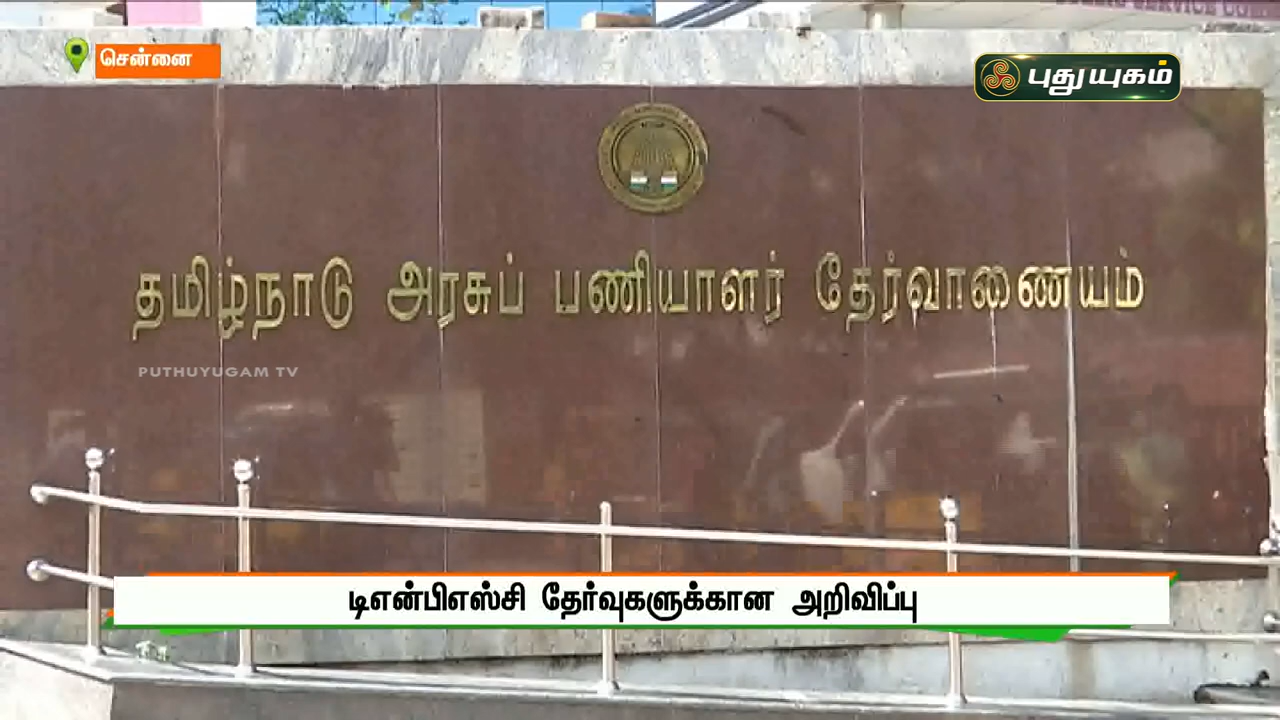 சென்னை
புதுயுகம்
தமிழ்நாடு அரசுப் பணியாளர் தேர்வாணையம்
PUTHUYUGAM TV
டிஎன்பிஎஸ்சி தேர்வுகளுக்கான அறிவிப்பு